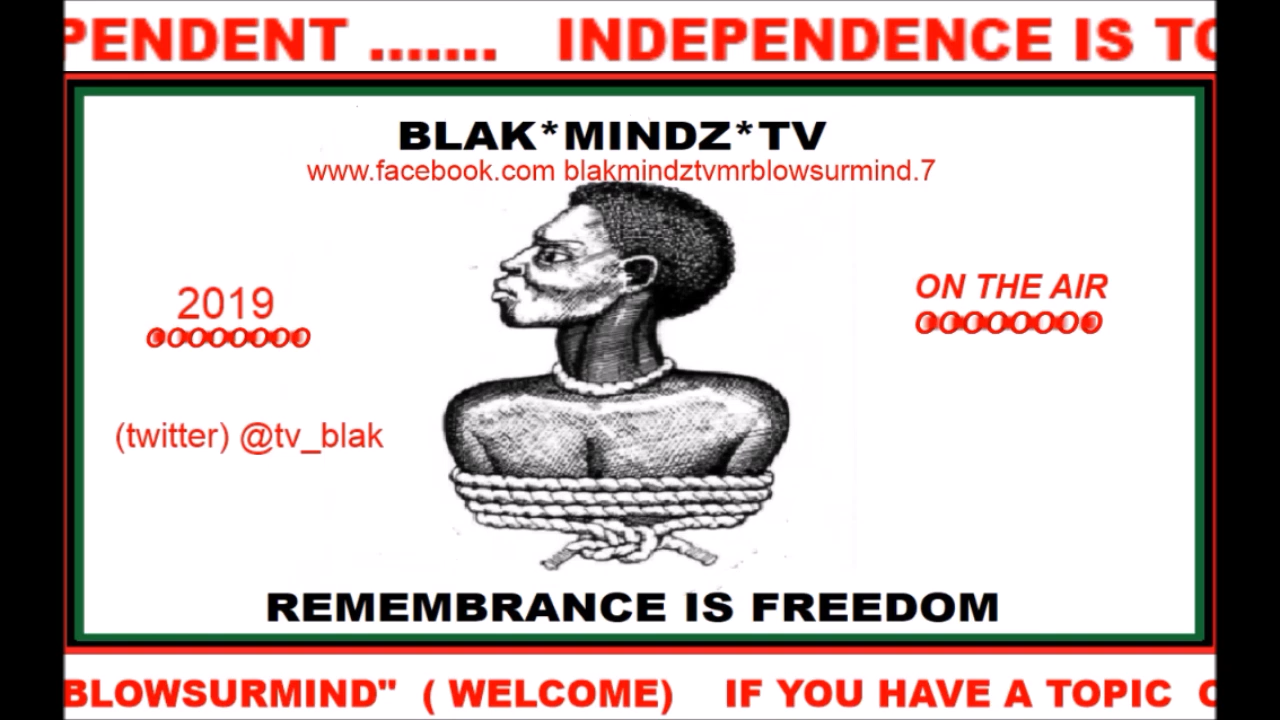 PENDENT ....... INDEPENDENCE IS TO
BLAK*MINDZ*TV
www.facebook.com blakmindztvmrblowsurmind.7
2019
ON THE AIR
(twitter) @tv_blak
REMEMBRANCE IS FREEDOM
BLOWSURMIND" ( WELCOME) IF YOU HAVE A TOPIC